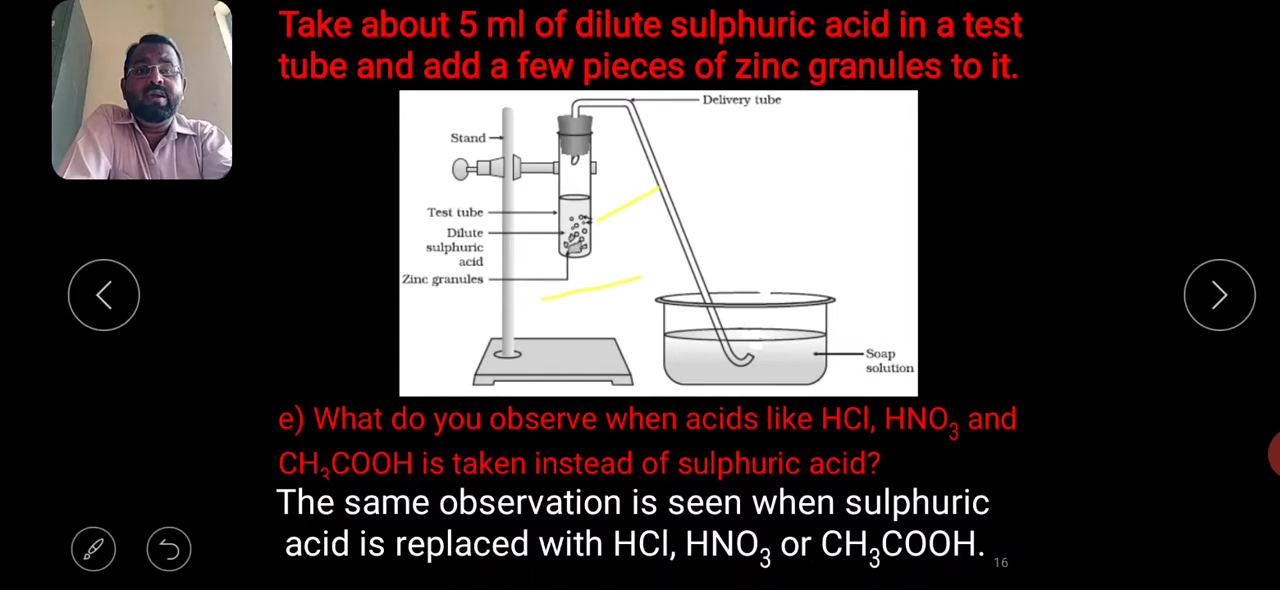 Take about 5 ml of dilute sulphuric acid in a test
tube and add a few pieces of zinc granules to it.
Delivery tube
Stand
Test tube
Dilute
sulphuric
acid
Zinc granules
Soap
solution
e) What do you observe when acids like HCl, HNO₃ and
CH₃COOH is taken instead of sulphuric acid?
The same observation is seen when sulphuric
acid is replaced with HCl, HNO₃ or CH₃COOH.
16